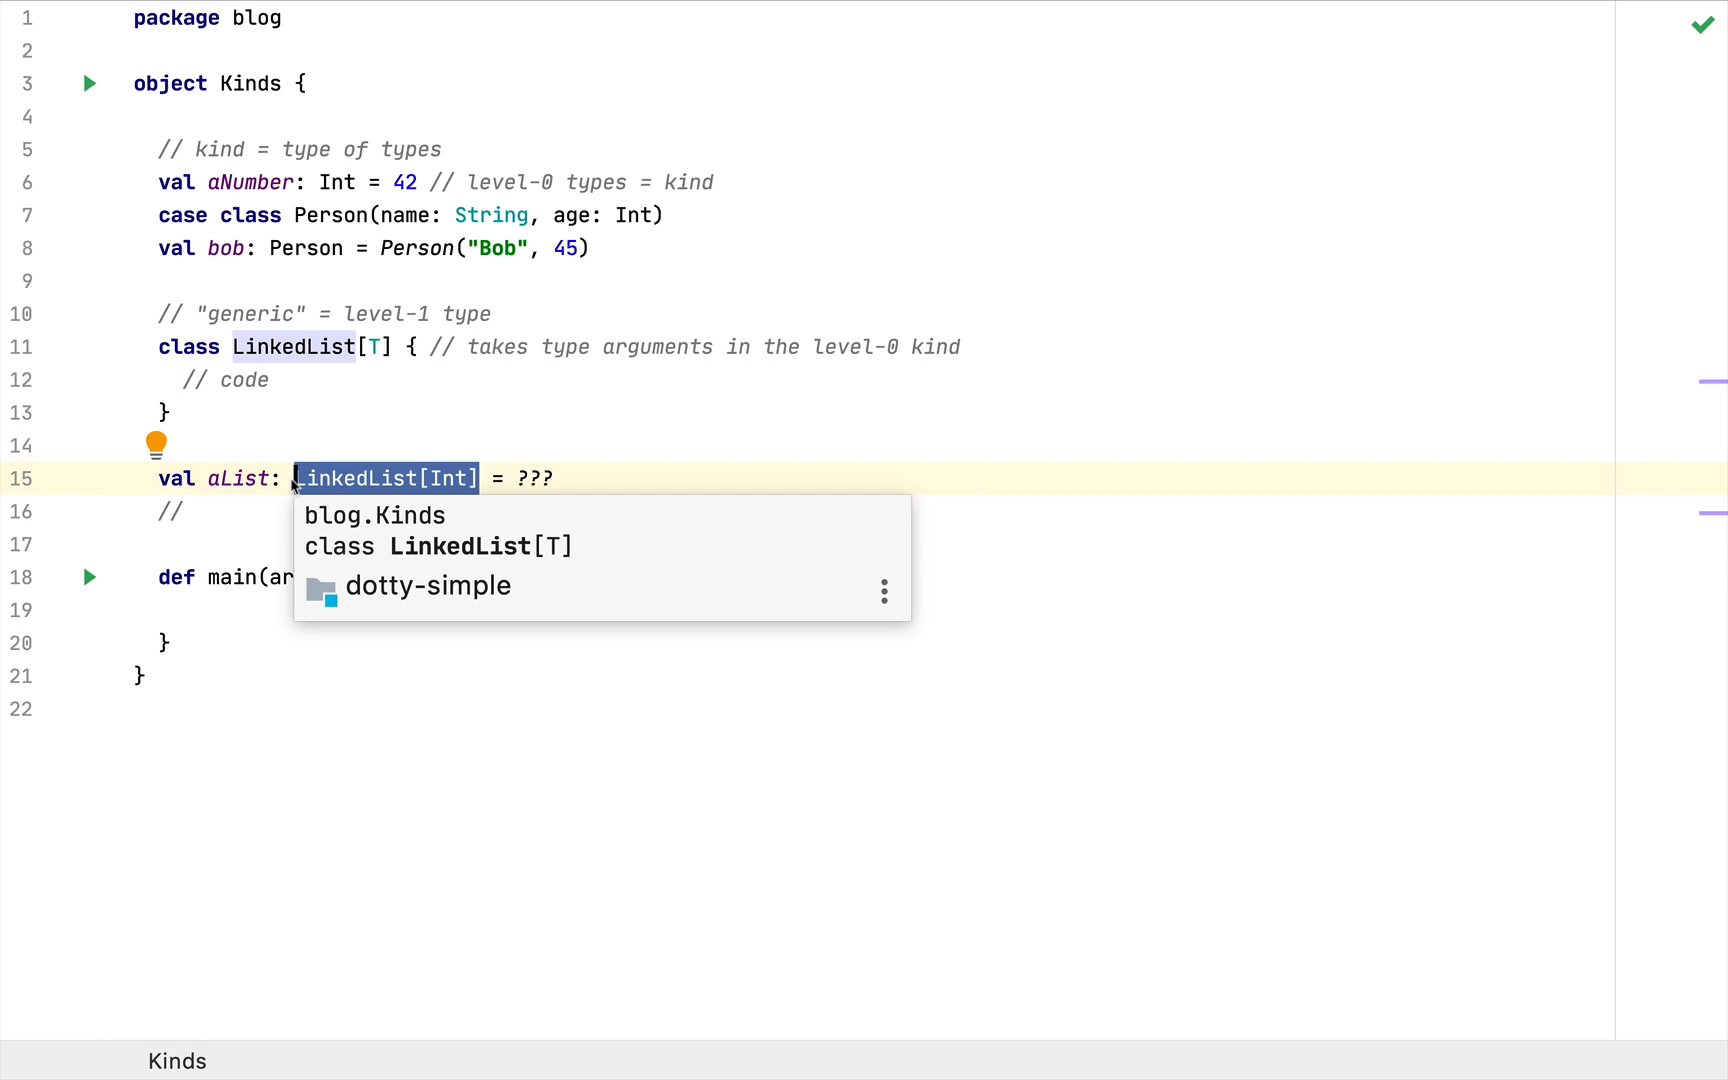 1 package blog
2
3 object Kinds {
4
5 // kind = type of types
6 val aNumber: Int = 42 // level-0 types = kind
7 case class Person(name: String, age: Int)
8 val bob: Person = Person("Bob", 45)
9
10 // "generic" = level-1 type
11 class LinkedList[T] { // takes type arguments in the level-0 kind
12 // code
13 }
14
15 val aList: LinkedList[Int] = ???
16 //
blog.Kinds
17
class LinkedList[T]
18 def main(ar
dotty-simple
19
20 }
21 }
22
Kinds